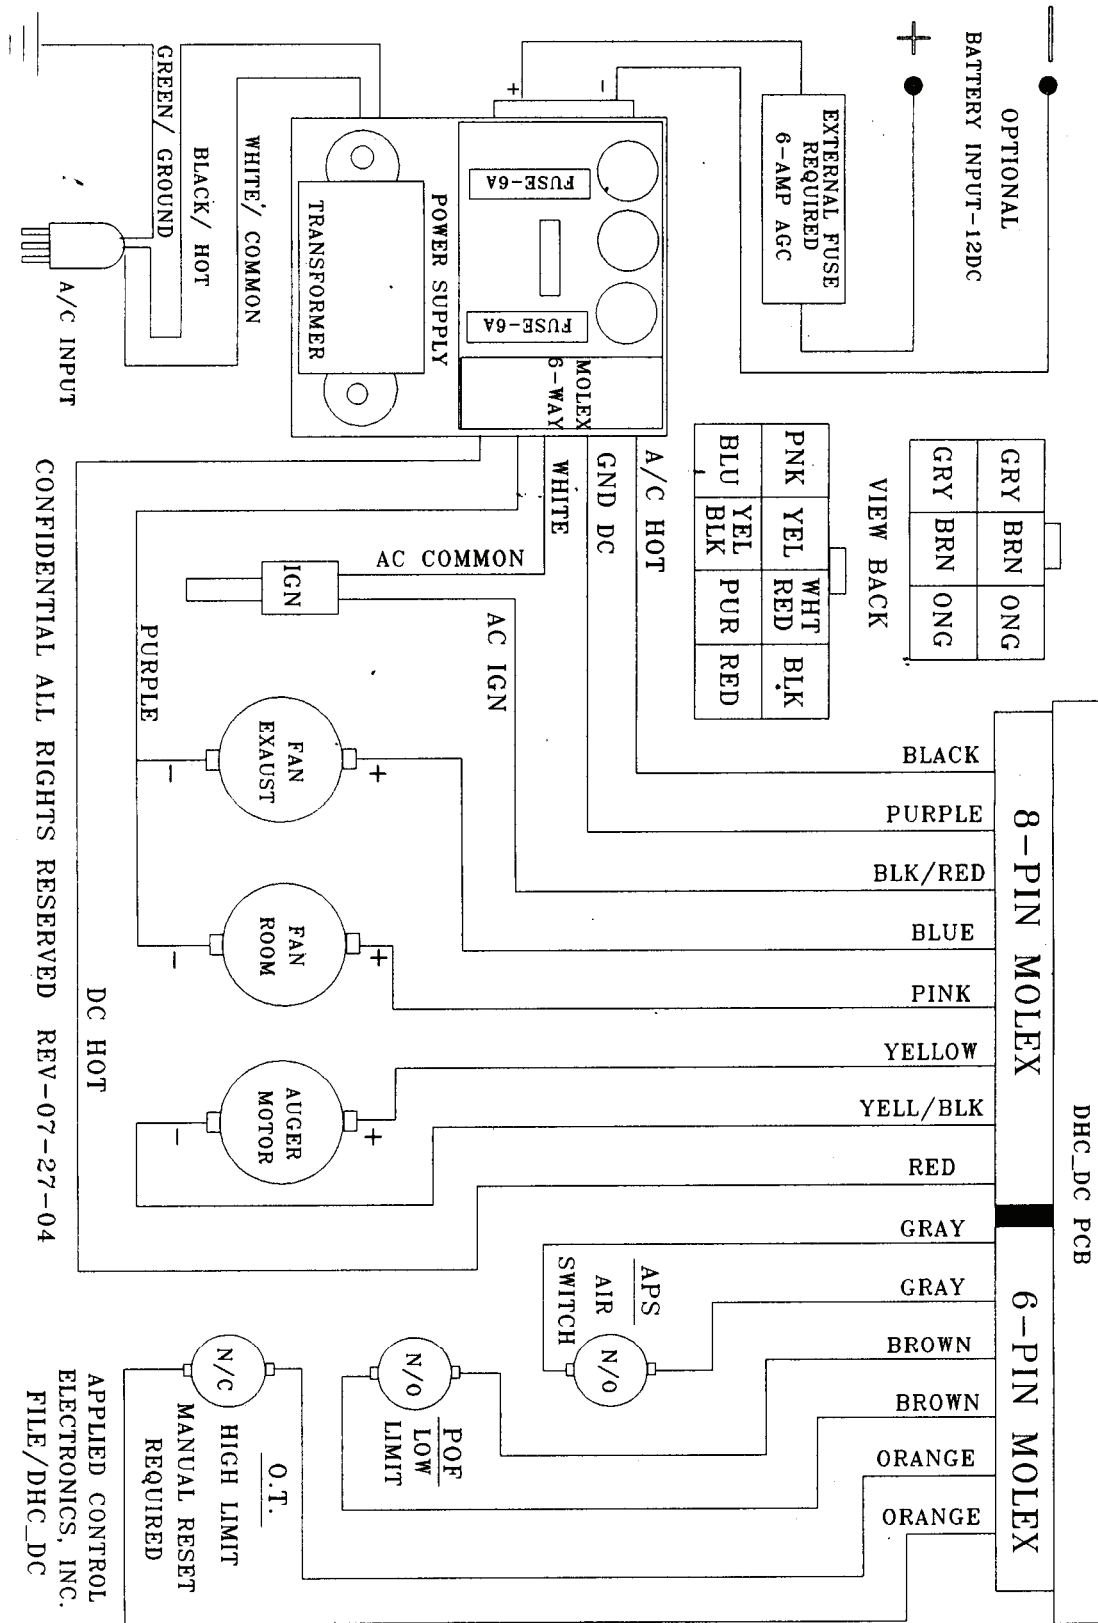 OPTIONAL
BATTERY INPUT-12DC
+
−
EXTERNAL FUSE
REQUIRED
6-AMP AGC
+
-
FUSE-6A
FUSE-6A
MOLEX
6-WAY
POWER SUPPLY
TRANSFORMER
WHITE/ COMMON
BLACK/ HOT
GREEN/ GROUND
A/C INPUT
GRY BRN ONG
GRY BRN ONG
VIEW BACK
PNK YEL WHT RED BLK
BLU YEL BLK PUR RED
A/C HOT
GND DC
WHITE
AC COMMON
AC IGN
IGN
PURPLE
DC HOT
FAN
EXAUST
+
-
FAN
ROOM
+
-
AUGER
MOTOR
+
-
BLACK
PURPLE
BLK/RED
BLUE
PINK
YELLOW
YELL/BLK
RED
GRAY
GRAY
BROWN
BROWN
ORANGE
ORANGE
8-PIN MOLEX
6-PIN MOLEX
DHC_DC PCB
APS
AIR
SWITCH
N/O
POF
LOW
LIMIT
N/O
O.T.
HIGH LIMIT
MANUAL RESET
REQUIRED
N/C
APPLIED CONTROL
ELECTRONICS, INC.
FILE/DHC_DC
CONFIDENTIAL ALL RIGHTS RESERVED REV-07-27-04